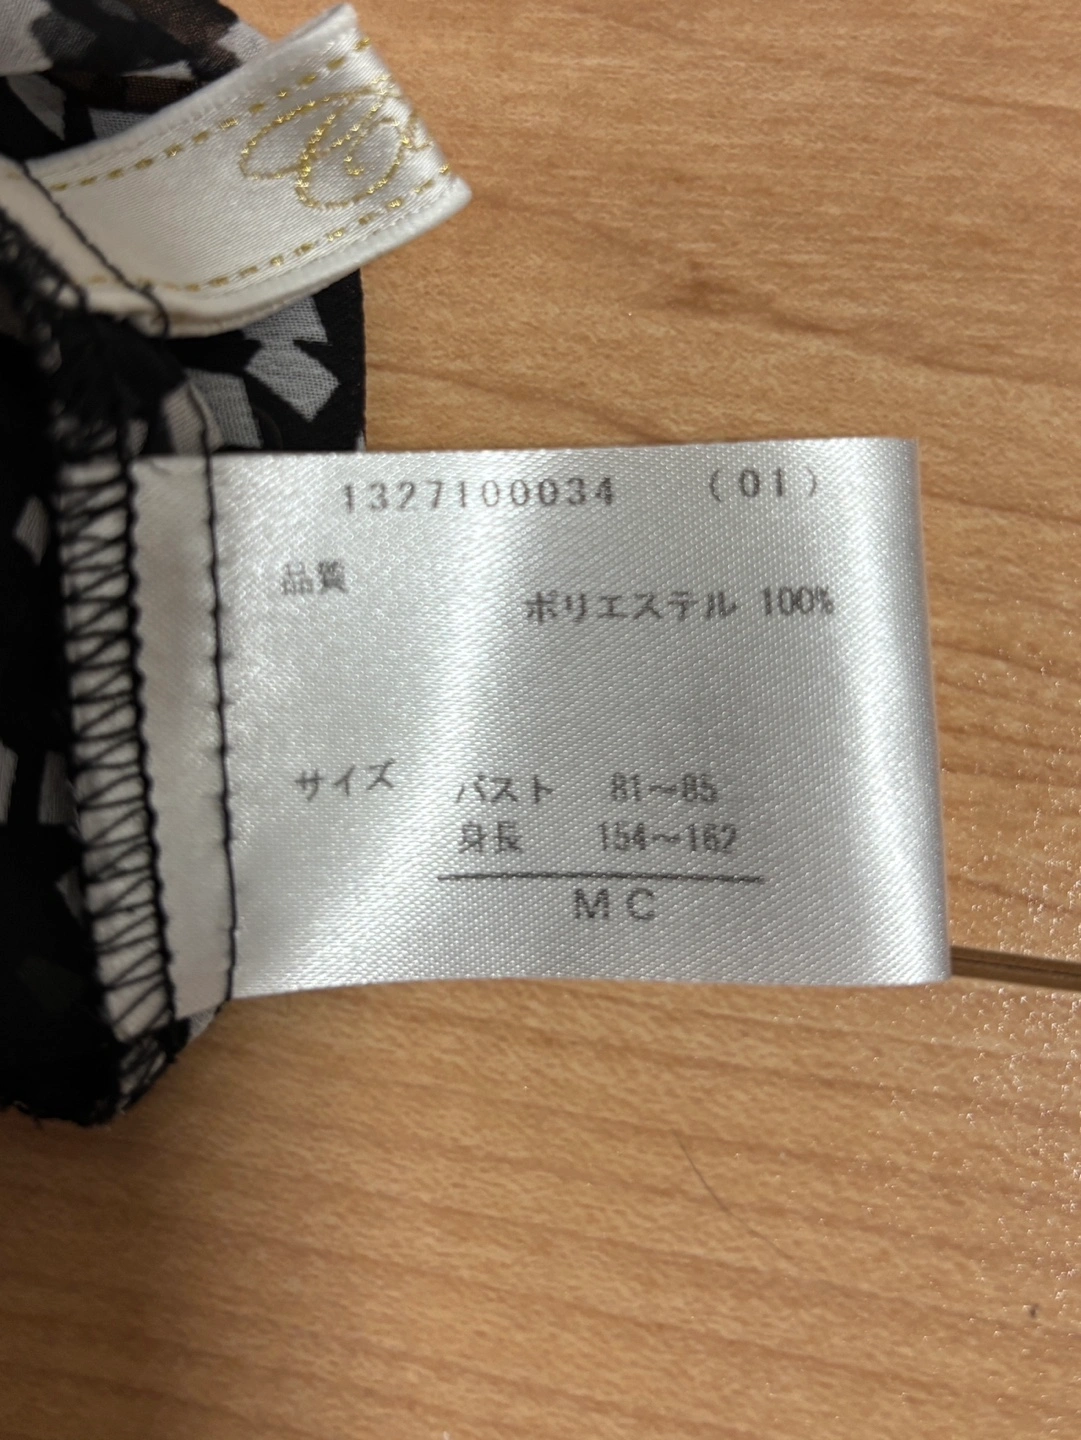 1327100034 (01)
品質
ポリエステル 100%
サイズ バスト 81〜85
身長 154〜162
M C